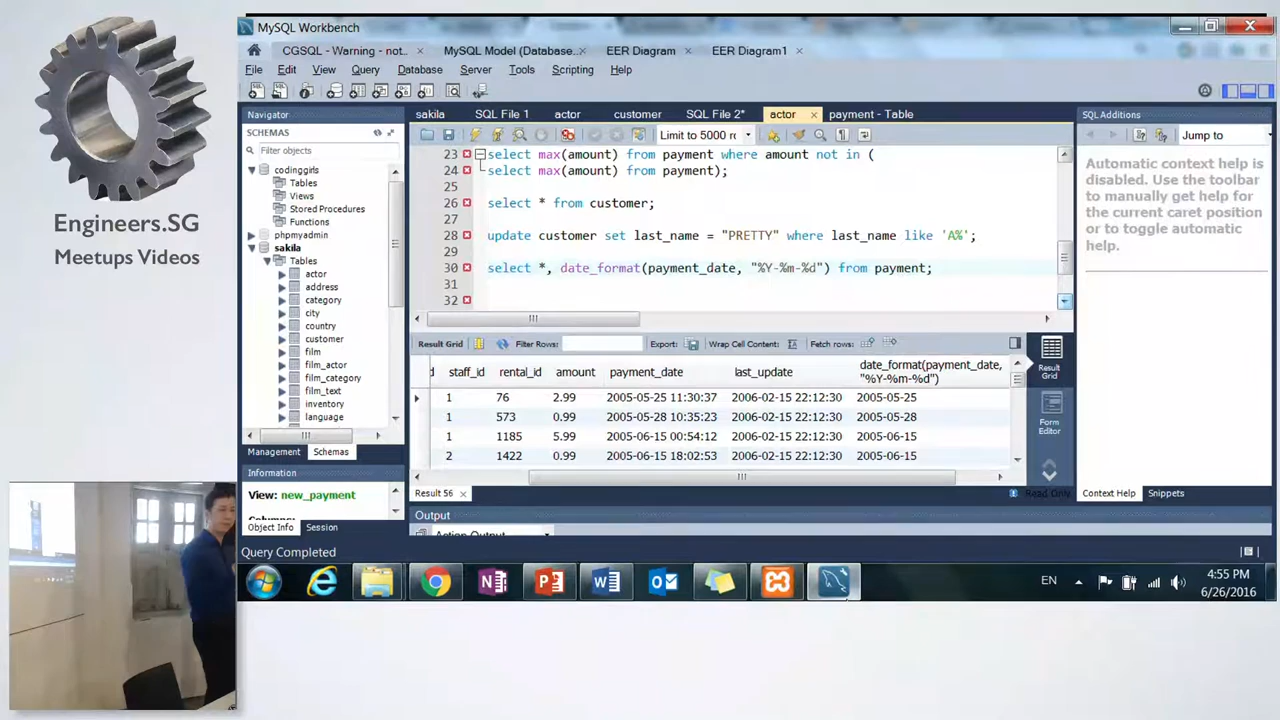 Engineers.SG
Meetups Videos
MySQL Workbench
CGSQL - Warning - not... ×
MySQL Model (Database... ×
EER Diagram ×
EER Diagram1 ×
File Edit View Query Database Server Tools Scripting Help
Navigator
SCHEMAS
Filter objects
codinggirls
Tables
Views
Stored Procedures
Functions
phpmyadmin
sakila
Tables
actor
address
category
city
country
customer
film
film_actor
film_category
film_text
inventory
language
Management Schemas
Information
View: new_payment
Object Info Session
Query Completed
sakila SQL File 1 actor customer SQL File 2* actor × payment - Table
Limit to 5000 rc
23 select max(amount) from payment where amount not in (
24 select max(amount) from payment);
25
26 select * from customer;
27
28 update customer set last_name = "PRETTY" where last_name like 'A%';
29
30 select *, date_format(payment_date, "%Y-%m-%d") from payment;
31
32
Result Grid Filter Rows: Export: Wrap Cell Content: Fetch rows:
d staff_id rental_id amount payment_date last_update date_format(payment_date, "%Y-%m-%d")
1 76 2.99 2005-05-25 11:30:37 2006-02-15 22:12:30 2005-05-25
1 573 0.99 2005-05-28 10:35:23 2006-02-15 22:12:30 2005-05-28
1 1185 5.99 2005-06-15 00:54:12 2006-02-15 22:12:30 2005-06-15
2 1422 0.99 2005-06-15 18:02:53 2006-02-15 22:12:30 2005-06-15
Result Grid
Form Editor
Result 56 ×
Read Only
Output
Action Output
SQL Additions
Jump to
Automatic context help is
disabled. Use the toolbar
to manually get help for
the current caret position
or to toggle automatic
help.
Context Help Snippets
EN
4:55 PM
6/26/2016